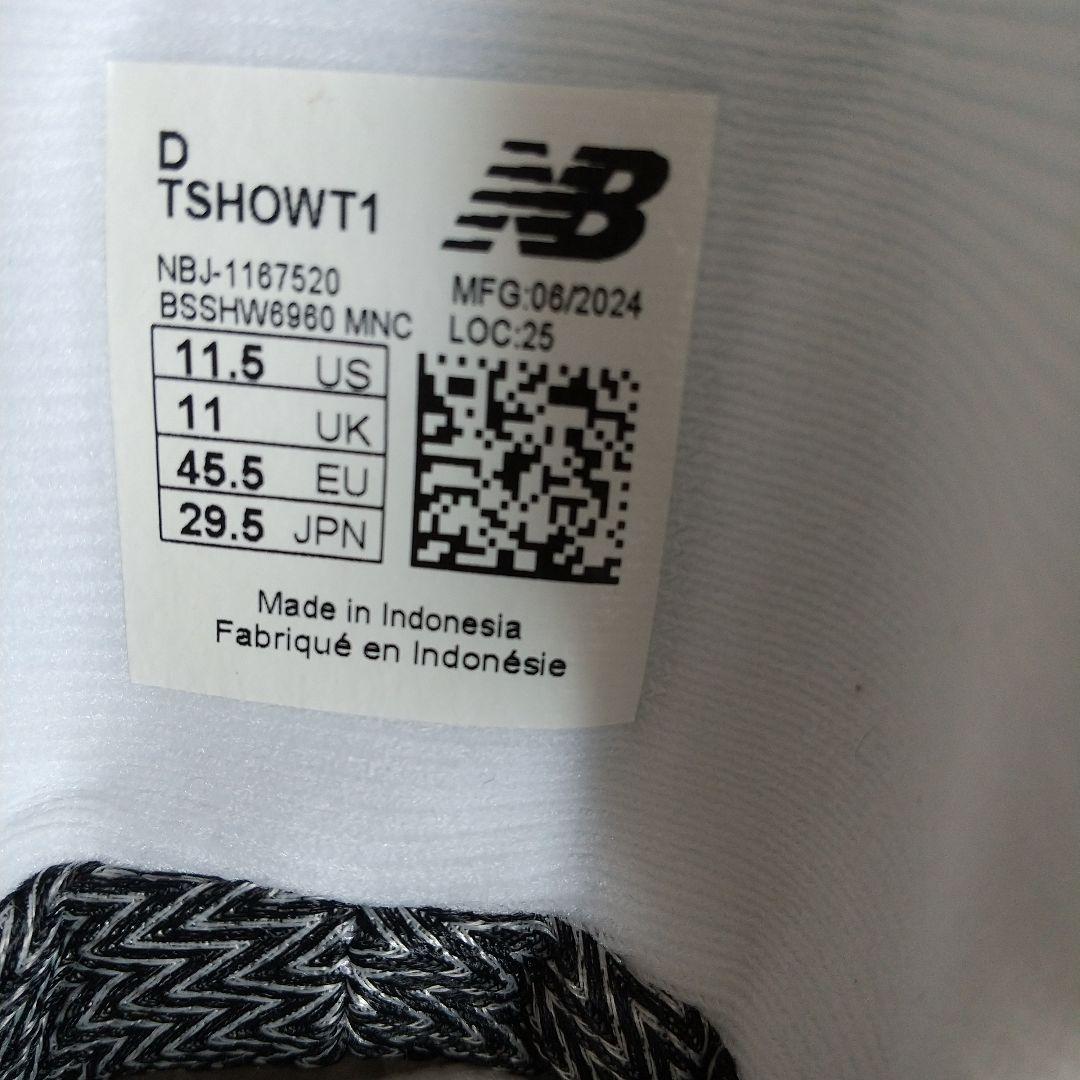 D
TSHOWT1
NB
NBJ-1167520
BSSHW6960 MNC
MFG:06/2024
LOC:25
11.5 US
11 UK
45.5 EU
29.5 JPN
Made in Indonesia
Fabriqué en Indonésie